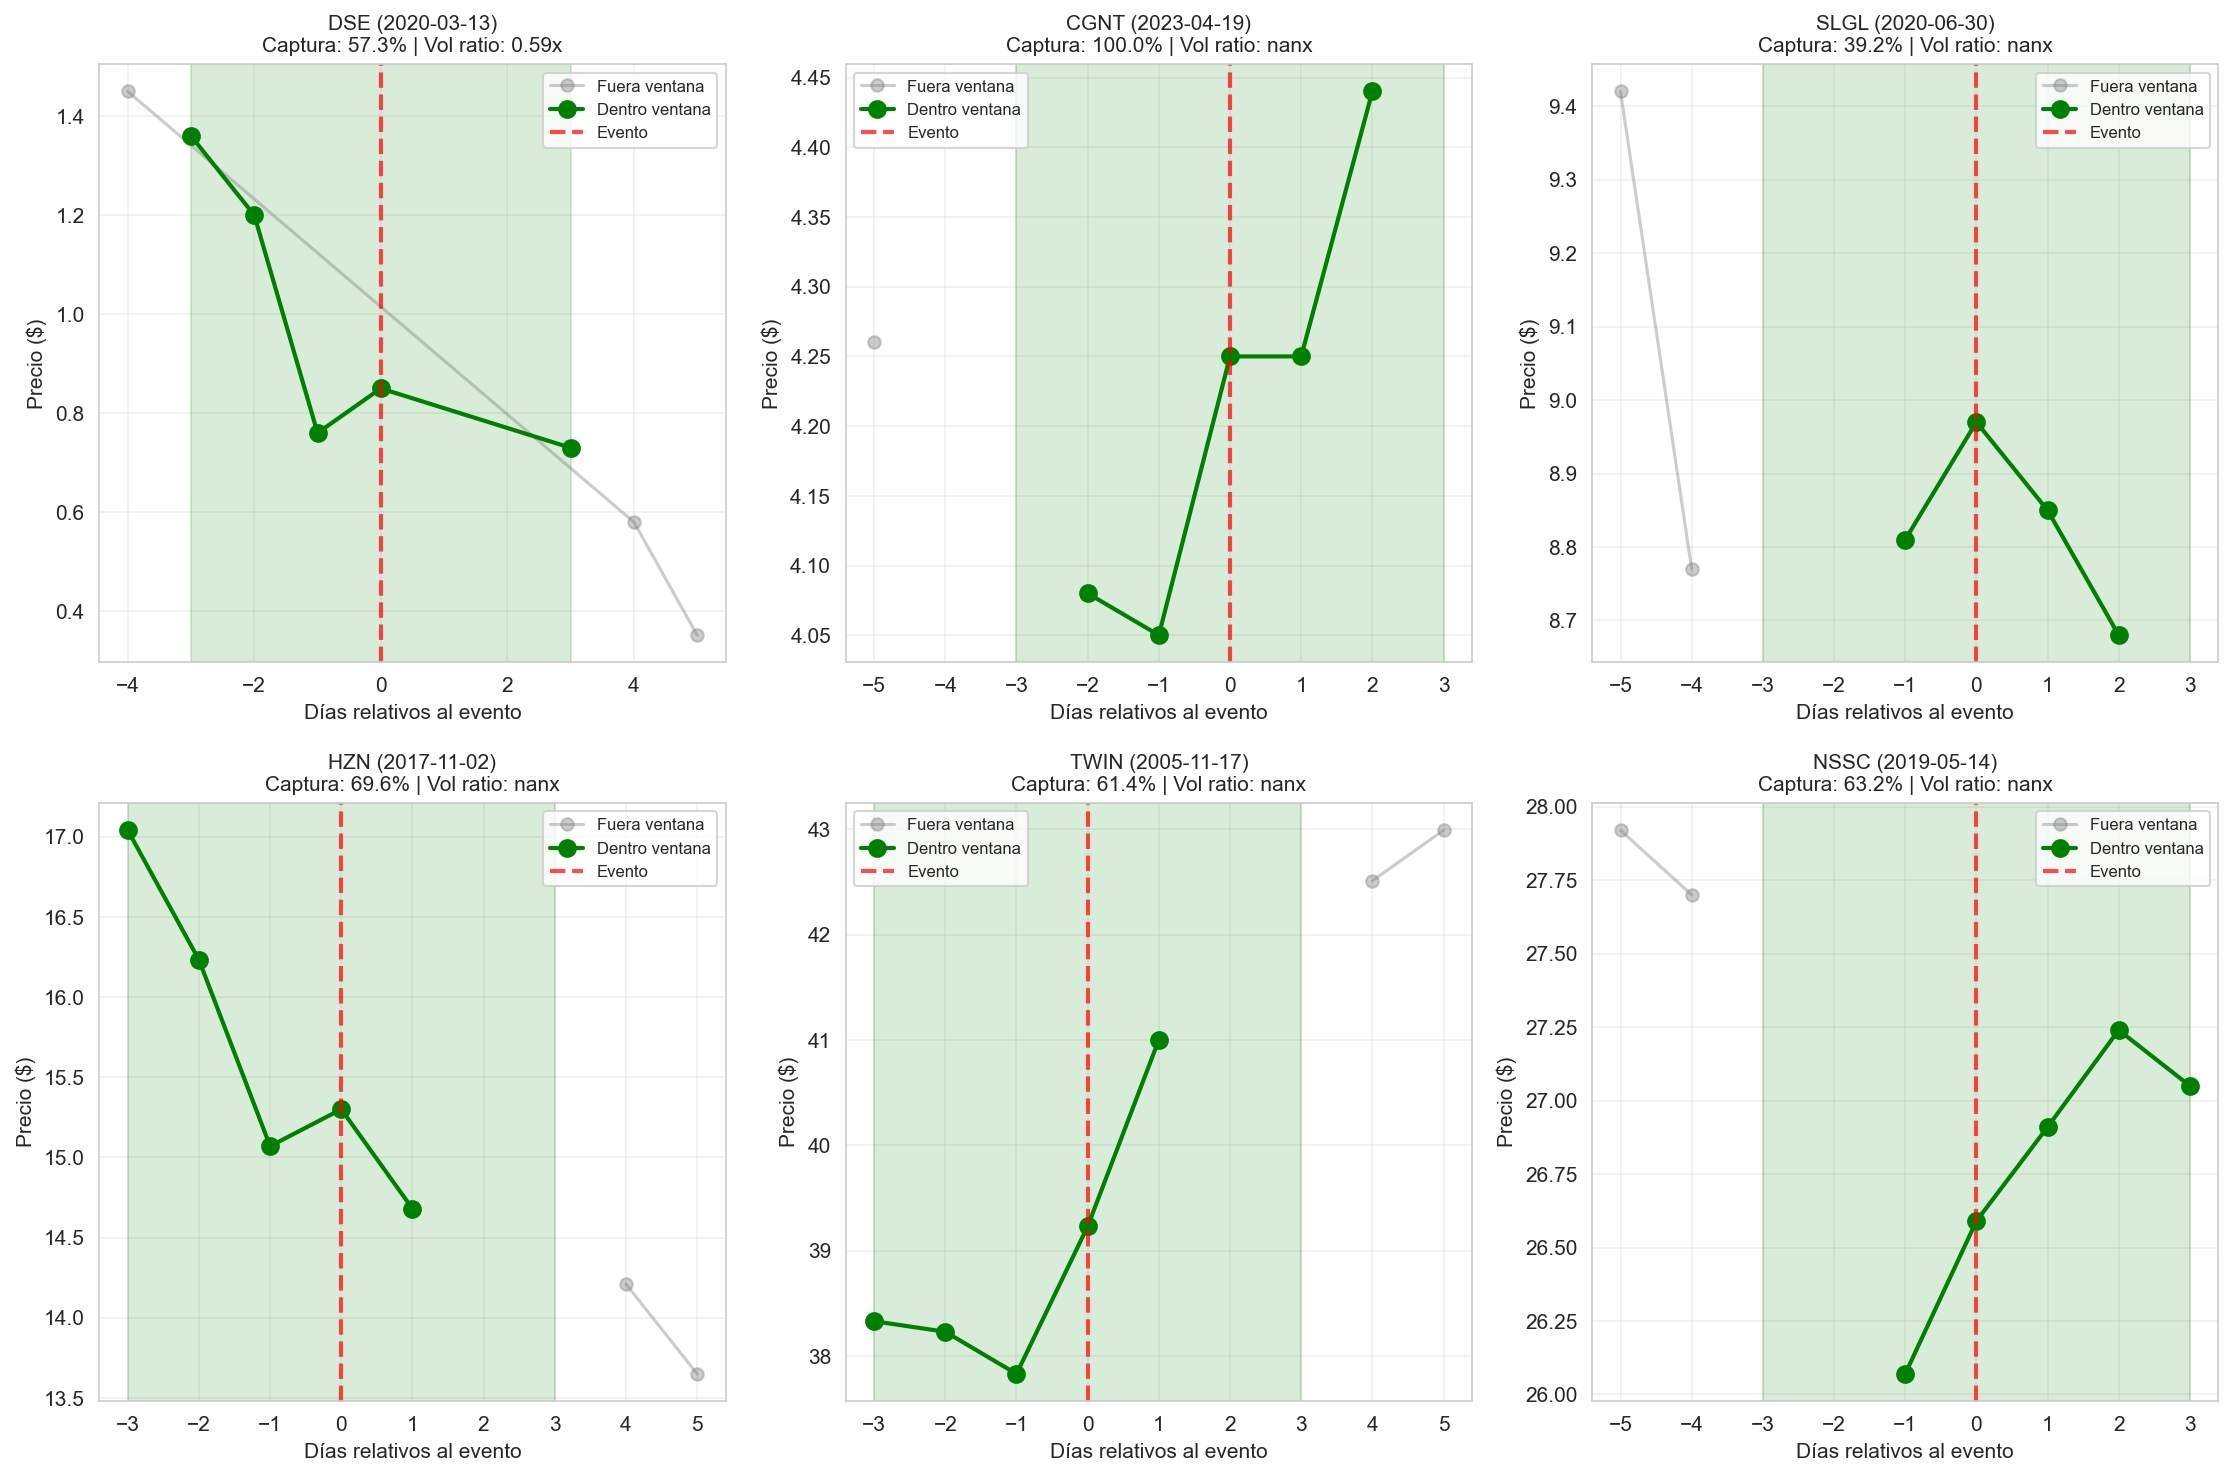 DSE (2020-03-13)
Captura: 57.3% | Vol ratio: 0.59x
Fuera ventana
Dentro ventana
Evento
Precio ($)
1.4
1.2
1.0
0.8
0.6
0.4
−4 −2 0 2 4
Días relativos al evento
CGNT (2023-04-19)
Captura: 100.0% | Vol ratio: nanx
Fuera ventana
Dentro ventana
Evento
Precio ($)
4.45
4.40
4.35
4.30
4.25
4.20
4.15
4.10
4.05
−5 −4 −3 −2 −1 0 1 2 3
Días relativos al evento
SLGL (2020-06-30)
Captura: 39.2% | Vol ratio: nanx
Fuera ventana
Dentro ventana
Evento
Precio ($)
9.4
9.3
9.2
9.1
9.0
8.9
8.8
8.7
−5 −4 −3 −2 −1 0 1 2 3
Días relativos al evento
HZN (2017-11-02)
Captura: 69.6% | Vol ratio: nanx
Fuera ventana
Dentro ventana
Evento
Precio ($)
17.0
16.5
16.0
15.5
15.0
14.5
14.0
13.5
−3 −2 −1 0 1 2 3 4 5
Días relativos al evento
TWIN (2005-11-17)
Captura: 61.4% | Vol ratio: nanx
Fuera ventana
Dentro ventana
Evento
Precio ($)
43
42
41
40
39
38
−3 −2 −1 0 1 2 3 4 5
Días relativos al evento
NSSC (2019-05-14)
Captura: 63.2% | Vol ratio: nanx
Fuera ventana
Dentro ventana
Evento
Precio ($)
28.00
27.75
27.50
27.25
27.00
26.75
26.50
26.25
26.00
−5 −4 −3 −2 −1 0 1 2 3
Días relativos al evento